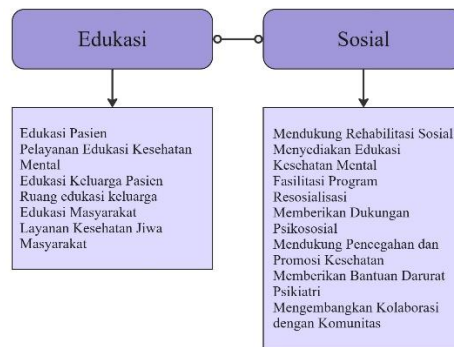 Edukasi
Sosial
Edukasi Pasien
Pelayanan Edukasi Kesehatan
Mental
Edukasi Keluarga Pasien
Ruang edukasi keluarga
Edukasi Masyarakat
Layanan Kesehatan Jiwa
Masyarakat
Mendukung Rehabilitasi Sosial
Menyediakan Edukasi
Kesehatan Mental
Fasilitasi Program
Resosialisasi
Memberikan Dukungan
Psikososial
Mendukung Pencegahan dan
Promosi Kesehatan
Memberikan Bantuan Darurat
Psikiatri
Mengembangkan Kolaborasi
dengan Komunitas